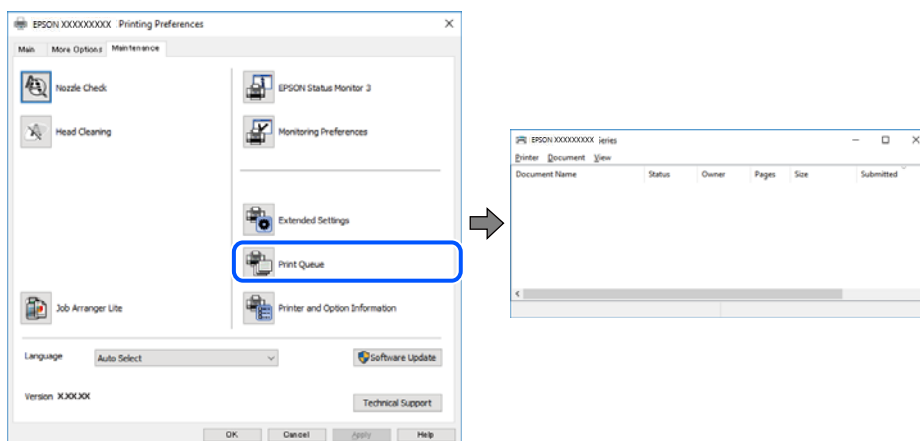 EPSON XXXXXXXXX Printing Preferences
Main More Options Maintenance
Nozzle Check
EPSON Status Monitor 3
Head Cleaning
Monitoring Preferences
Extended Settings
Print Queue
Job Arranger Lite
Printer and Option Information
Language Auto Select Software Update
Version X.XX.XX
Technical Support
OK Cancel Apply Help
EPSON XXXXXXXXX Series
Printer Document View
Document Name Status Owner Pages Size Submitted